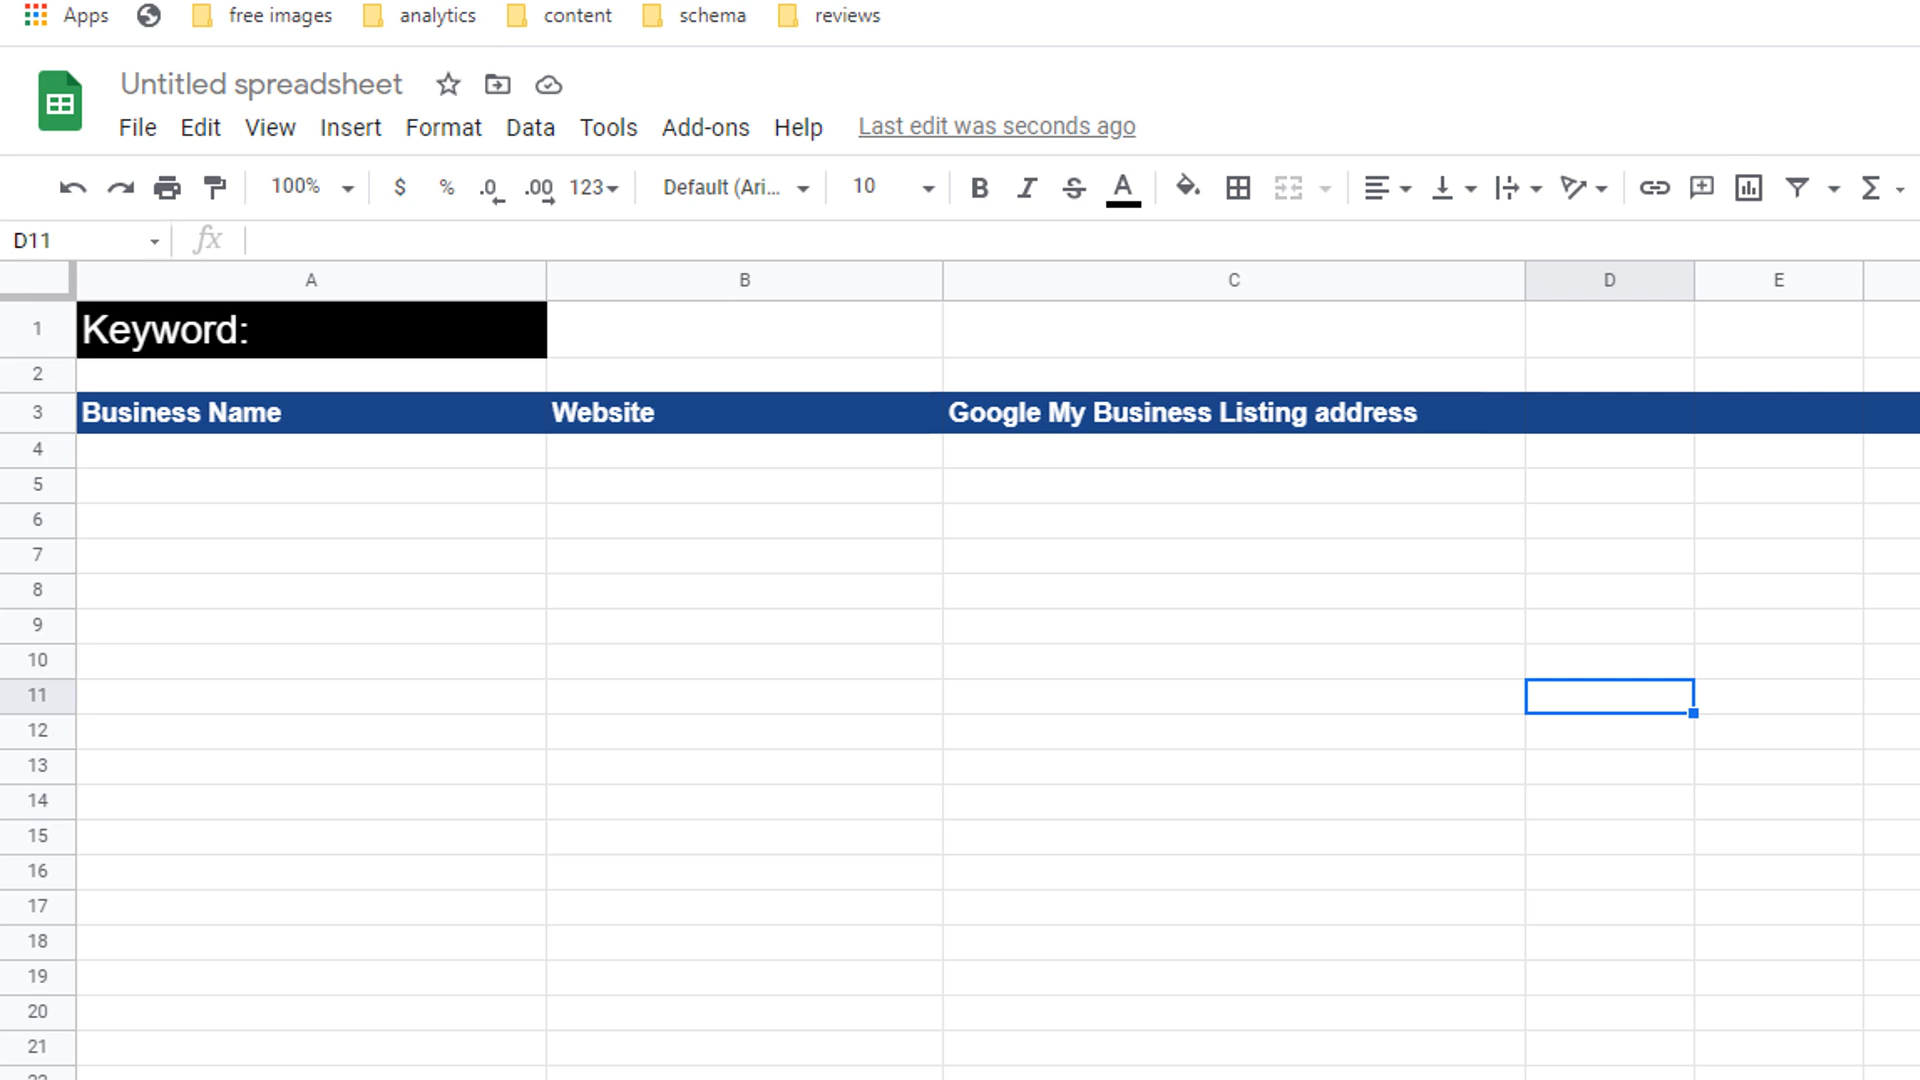 Apps free images analytics content schema reviews
Untitled spreadsheet
File Edit View Insert Format Data Tools Add-ons Help Last edit was seconds ago
100% $ % .0 .00 123 Default (Ari... 10 B I S A Σ
D11 fx
A B C D E
1 Keyword:
2
3 Business Name Website Google My Business Listing address
4
5
6
7
8
9
10
11
12
13
14
15
16
17
18
19
20
21